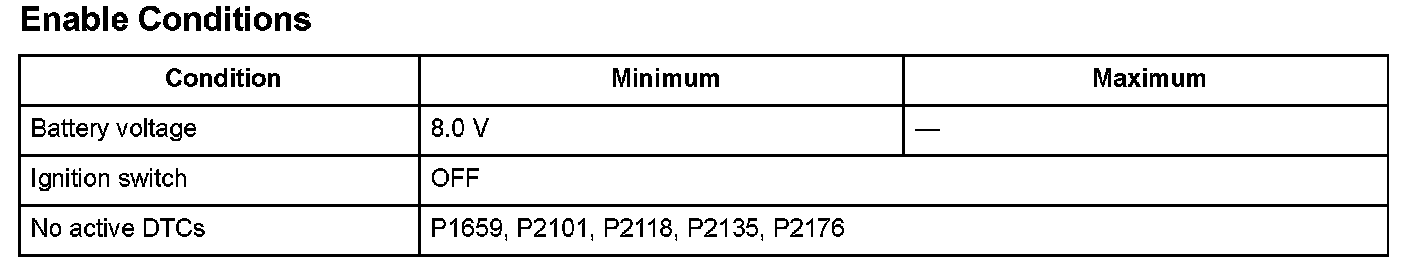 Enable Conditions
Condition Minimum Maximum
Battery voltage 8.0 V —
Ignition switch OFF
No active DTCs P1659, P2101, P2118, P2135, P2176